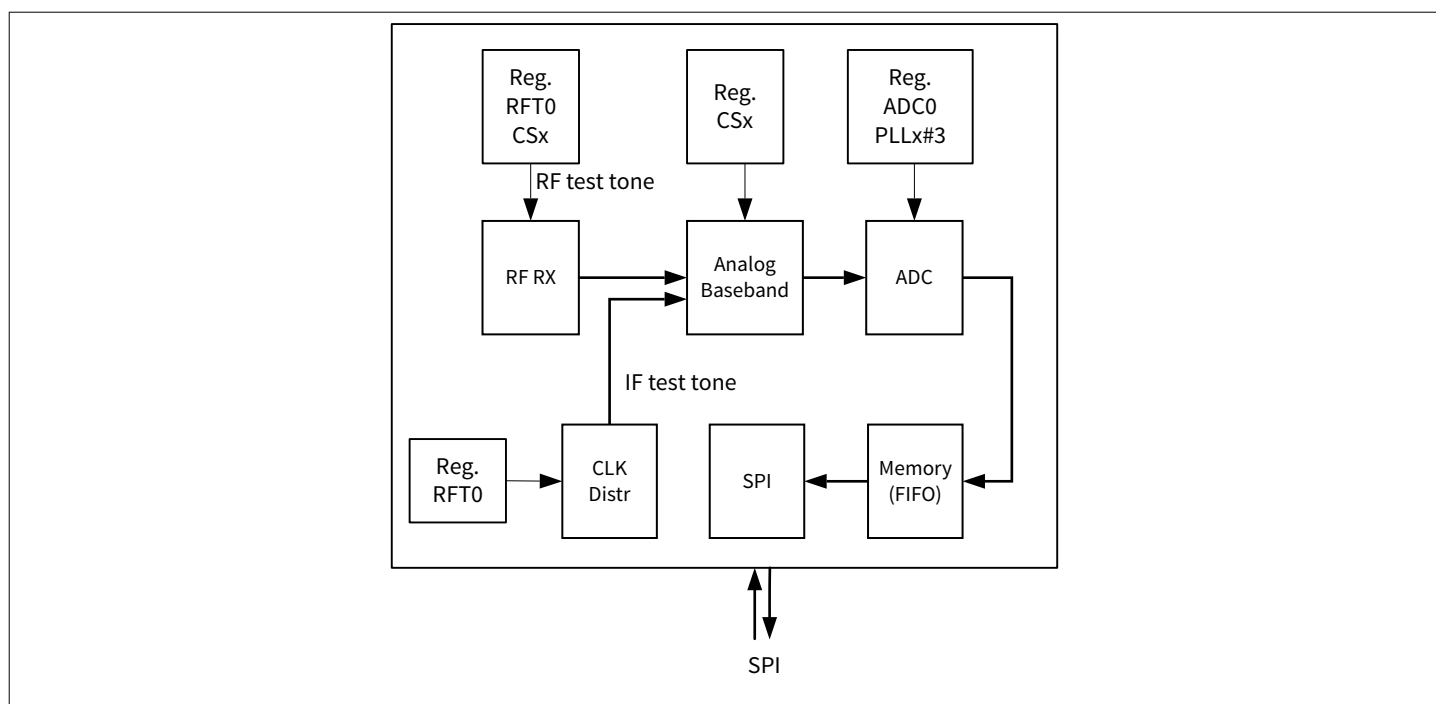 Reg.
RFT0
CSx
Reg.
CSx
Reg.
ADC0
PLLx#3
RF test tone
RF RX
Analog
Baseband
ADC
IF test tone
Reg.
RFT0
CLK
Distr
SPI
Memory
(FIFO)
SPI